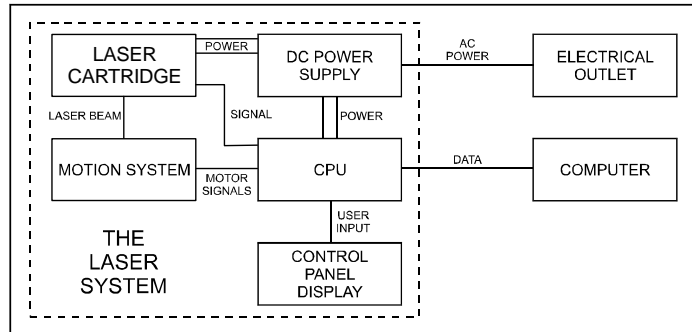 LASER
CARTRIDGE
POWER
DC POWER
SUPPLY
AC
POWER
ELECTRICAL
OUTLET
LASER BEAM
SIGNAL
POWER
MOTION SYSTEM
MOTOR
SIGNALS
CPU
DATA
COMPUTER
USER
INPUT
THE
LASER
SYSTEM
CONTROL
PANEL
DISPLAY